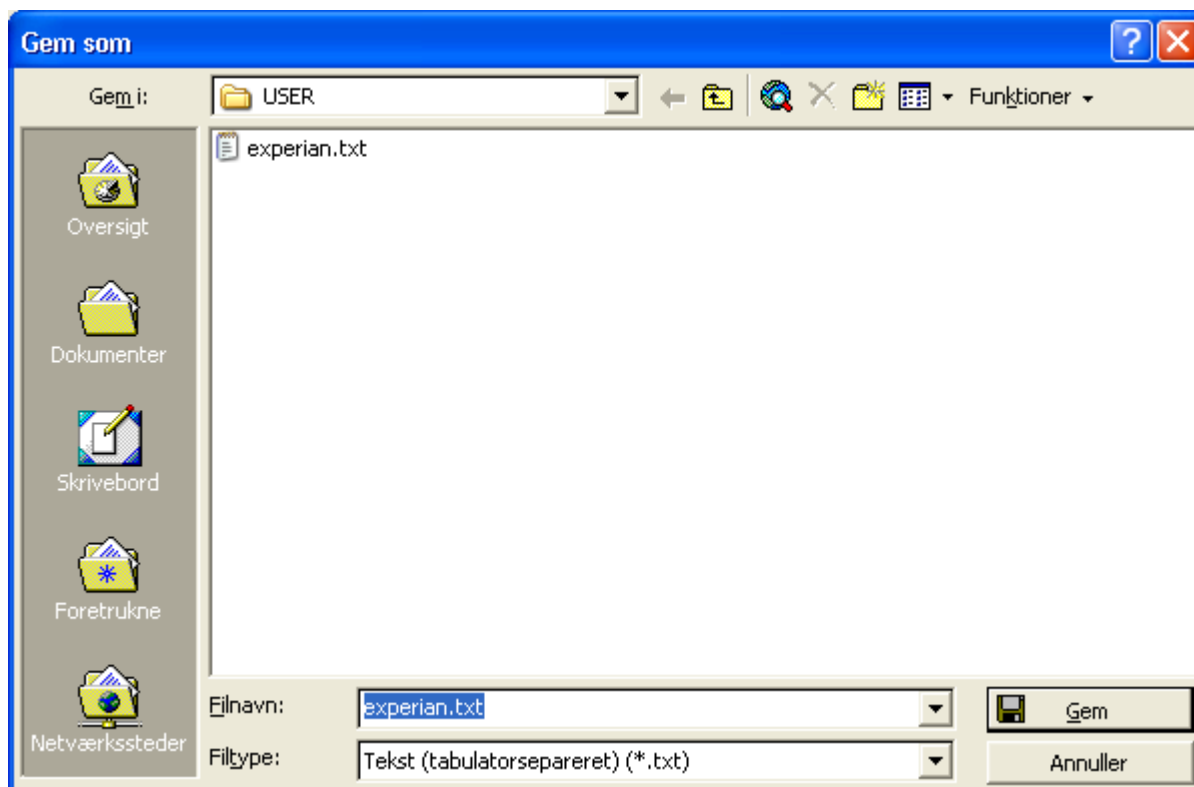 Gem som
Gem i:
USER
Funktioner
experian.txt
Oversigt
Dokumenter
Skrivebord
Foretrukne
Netværkssteder
Filnavn:
experian.txt
Gem
Filtype:
Tekst (tabulatorsepareret) (*.txt)
Annuller